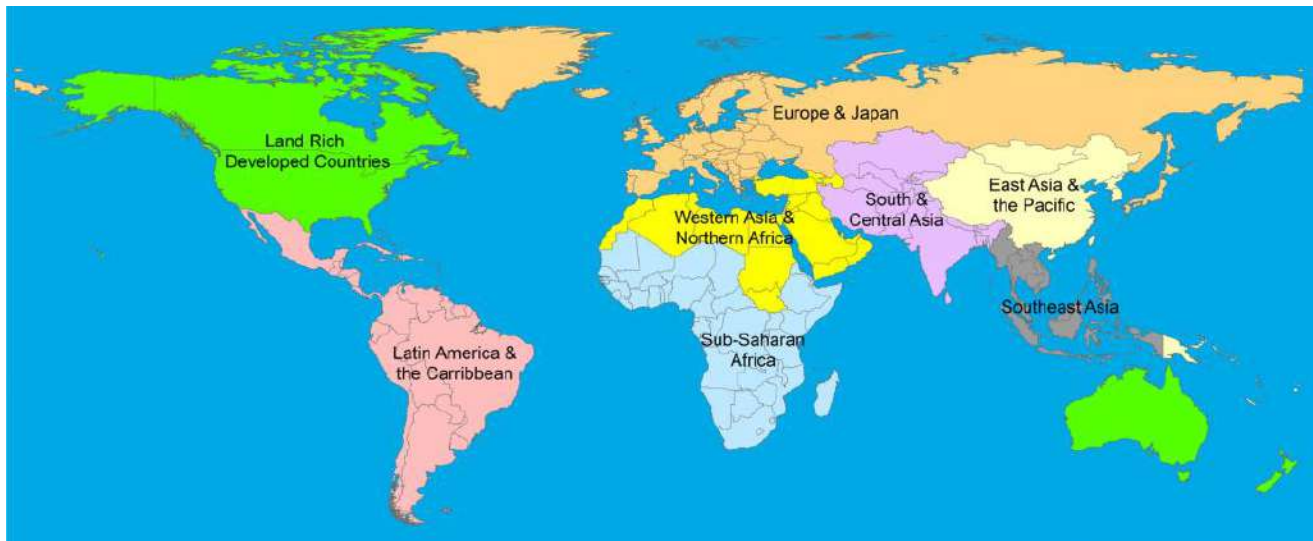 Land Rich
Developed Countries
Europe & Japan
East Asia &
the Pacific
South &
Central Asia
Western Asia &
Northern Africa
Southeast Asia
Sub-Saharan
Africa
Latin America &
the Carribbean